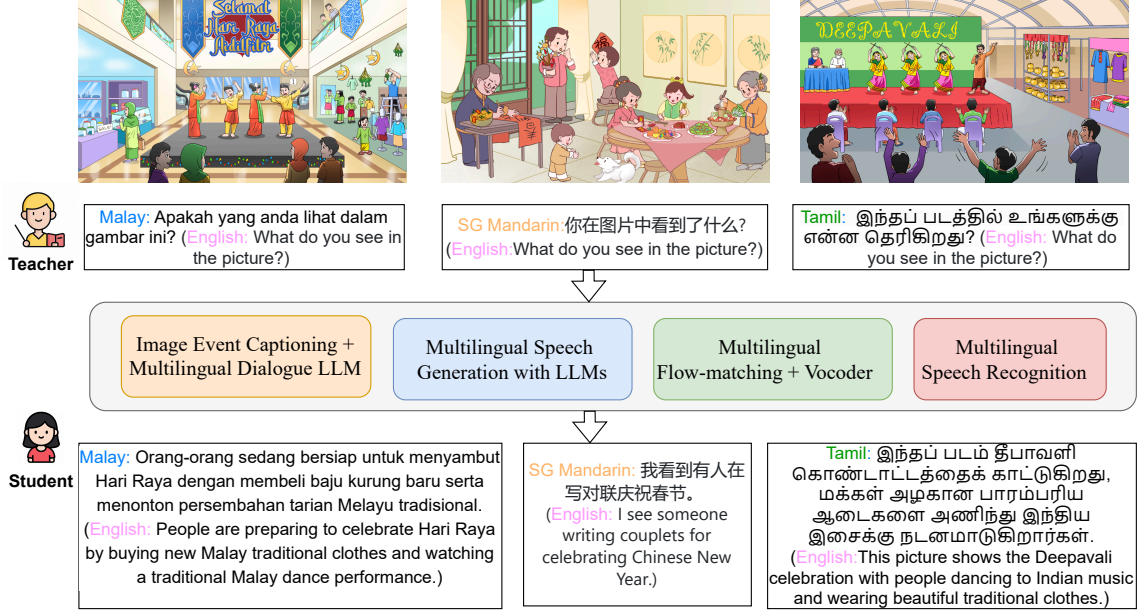 Selamat
Hari Raya
Aidilfitri
福
DEEPAVALI
Teacher
Malay: Apakah yang anda lihat dalam
gambar ini? (English: What do you see in
the picture?)
SG Mandarin:你在图片中看到了什么?
(English:What do you see in the picture?)
Tamil: இந்தப் படத்தில் உங்களுக்கு
என்ன தெரிகிறது? (English: What do
you see in the picture?)
Image Event Captioning +
Multilingual Dialogue LLM
Multilingual Speech
Generation with LLMs
Multilingual
Flow-matching + Vocoder
Multilingual
Speech Recognition
Student
Malay: Orang-orang sedang bersiap untuk menyambut
Hari Raya dengan membeli baju kurung baru serta
menonton persembahan tarian Melayu tradisional.
(English: People are preparing to celebrate Hari Raya
by buying new Malay traditional clothes and watching
a traditional Malay dance performance.)
SG Mandarin: 我看到有人在
写对联庆祝春节。
(English: I see someone
writing couplets for
celebrating Chinese New
Year.)
Tamil: இந்தப் படம் தீபாவளி
கொண்டாட்டத்தைக் காட்டுகிறது,
மக்கள் அழகான பாரம்பரிய
ஆடைகளை அணிந்து இந்திய
இசைக்கு நடனமாடுகிறார்கள்.
(English:This picture shows the Deepavali
celebration with people dancing to Indian music
and wearing beautiful traditional clothes.)